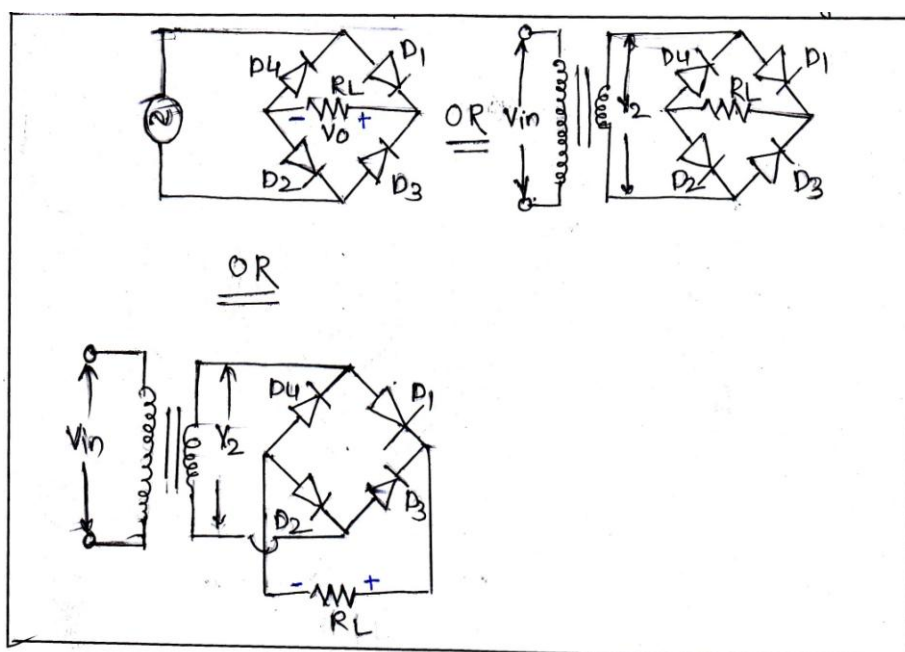 D4 D1
RL
- +
Vo
D2 D3
OR
Vin V2
D4 D1
RL
D2 D3
OR
Vin V2
D4 D1
D2 D3
- +
RL